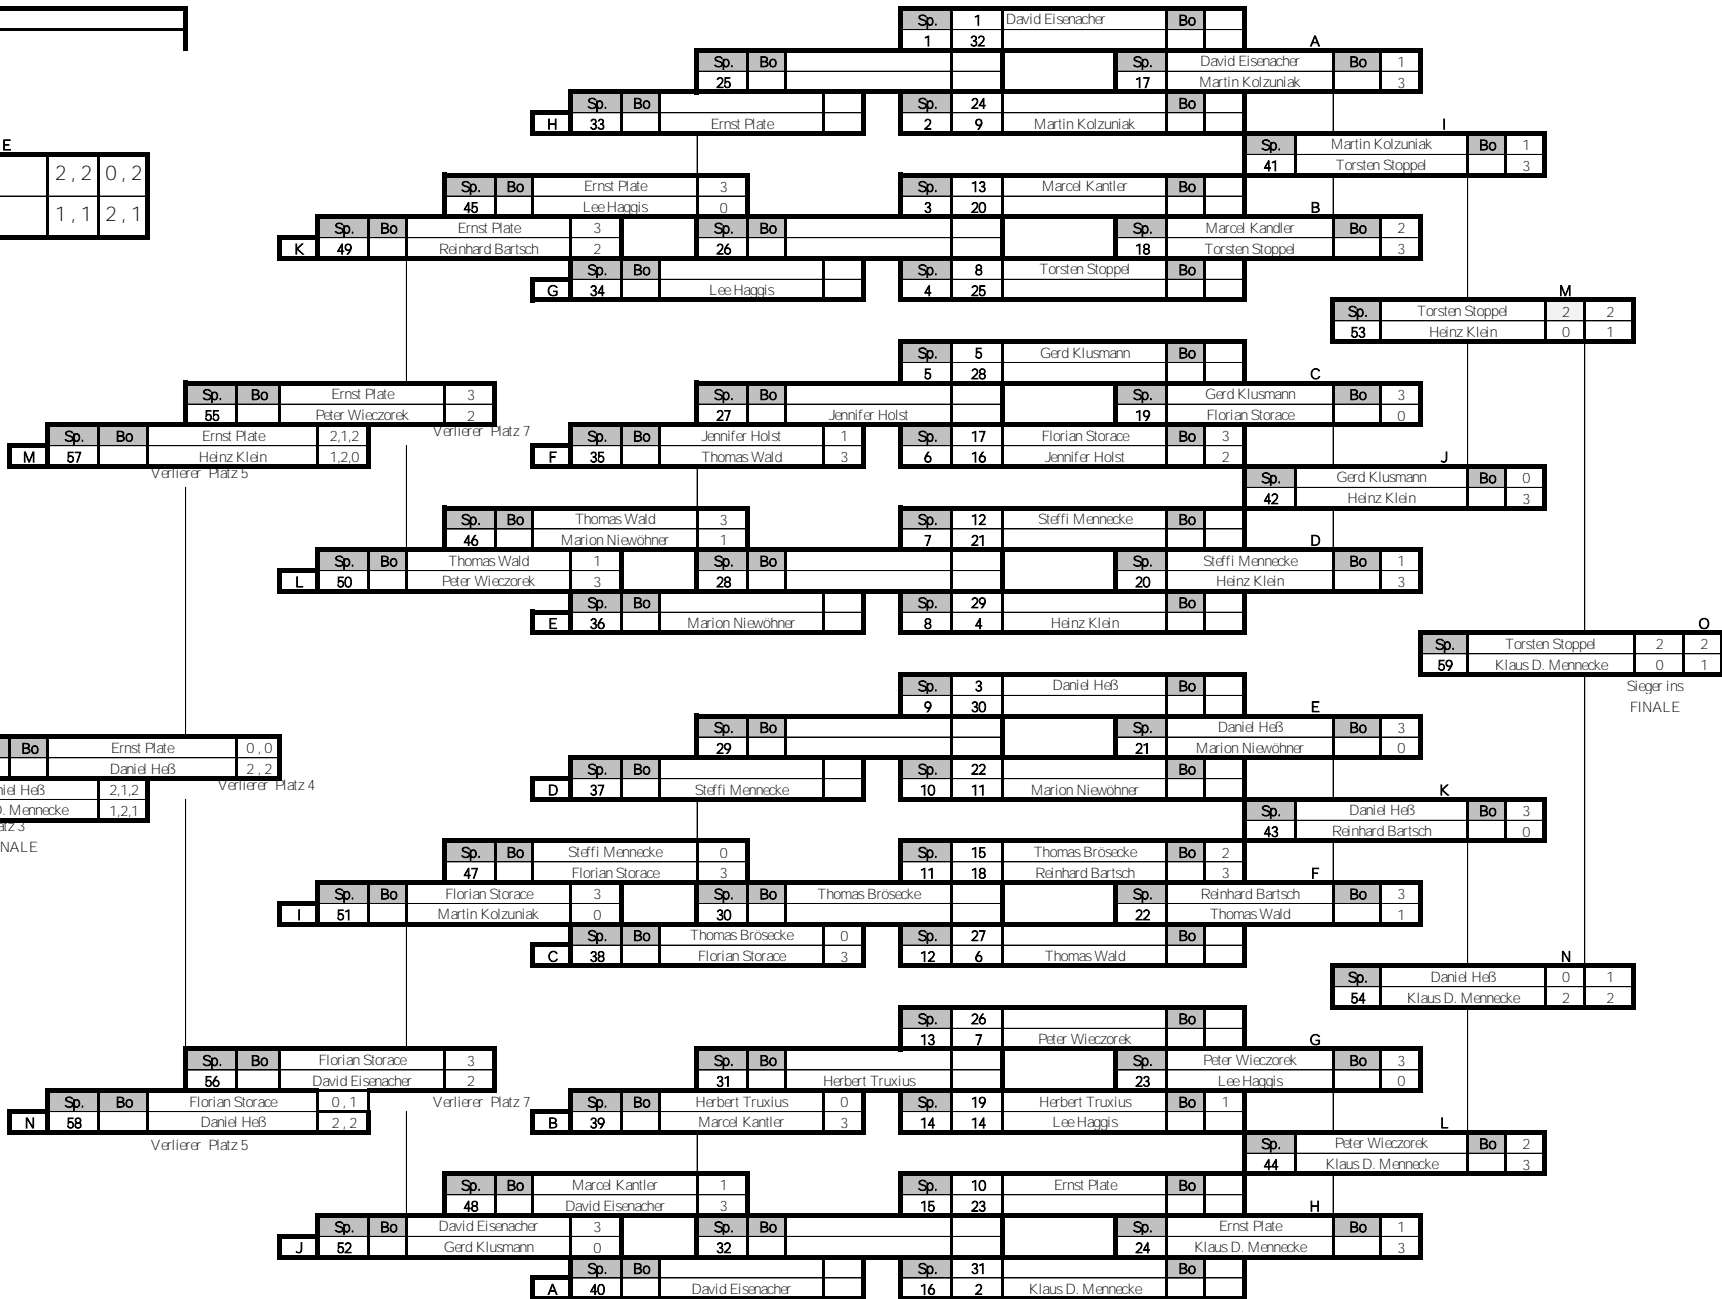 Sp. 1 David Eisenacher Bo
1 32 A
Sp. Bo Sp. David Eisenacher Bo 1
25 17 Martin Kolzuniak 3
Sp. Bo Sp. 24 Bo
H 33 Ernst Plate 2 9 Martin Kolzuniak I
E Sp. Martin Kolzuniak Bo 1
41 Torsten Stoppel 3
2,2 0,2 Sp. Bo Ernst Plate 3 Sp. 13 Marcel Kantler Bo
1,1 2,1 45 Lee Haggis 0 3 20 B
Sp. Bo Ernst Plate 3 Sp. Bo Sp. Marcel Kandler Bo 2
K 49 Reinhard Bartsch 2 26 18 Torsten Stoppel 3
Sp. Bo Sp. 8 Torsten Stoppel Bo
G 34 Lee Haggis 4 25 M
Sp. Torsten Stoppel 2 2
53 Heinz Klein 0 1
Sp. 5 Gerd Klusmann Bo
5 28 C
Sp. Bo Ernst Plate 3 Sp. Bo Sp. Gerd Klusmann Bo 3
55 Peter Wieczorek 2 27 Jennifer Holst 19 Florian Storace 0
Verlierer Platz 7
Sp. Bo Ernst Plate 2,1,2 Sp. Bo Jennifer Holst 1 Sp. 17 Florian Storace Bo 3
M 57 Heinz Klein 1,2,0 F 35 Thomas Wald 3 6 16 Jennifer Holst 2 J
Verlierer Platz 5 Sp. Gerd Klusmann Bo 0
42 Heinz Klein 3
Sp. Bo Thomas Wald 3 Sp. 12 Steffi Mennecke Bo
46 Marion Niewöhner 1 7 21 D
Sp. Bo Thomas Wald 1 Sp. Bo Sp. Steffi Mennecke Bo 1
L 50 Peter Wieczorek 3 28 20 Heinz Klein 3
Sp. Bo Sp. 29 Bo
E 36 Marion Niewöhner 8 4 Heinz Klein O
Sp. Torsten Stoppel 2 2
59 Klaus D. Mennecke 0 1
Sp. 3 Daniel Heß Bo Sieger ins
9 30 E FINALE
Sp. Bo Sp. Daniel Heß Bo 3
29 21 Marion Niewöhner 0
Bo Ernst Plate 0,0
Daniel Heß 2,2
Verlierer Platz 4
Sp. Bo Sp. 22 Bo
niel Heß 2,1,2 D 37 Steffi Mennecke 10 11 Marion Niewöhner K
D. Mennecke 1,2,1 Sp. Daniel Heß Bo 3
atz 3 43 Reinhard Bartsch 0
NALE Sp. Bo Steffi Mennecke 0 Sp. 15 Thomas Brösecke Bo 2
47 Florian Storace 3 11 18 Reinhard Bartsch 3 F
Sp. Bo Florian Storace 3 Sp. Bo Thomas Brösecke Sp. Reinhard Bartsch Bo 3
I 51 Martin Kolzuniak 0 30 22 Thomas Wald 1
Sp. Bo Thomas Brösecke 0 Sp. 27 Bo
C 38 Florian Storace 3 12 6 Thomas Wald N
Sp. Daniel Heß 0 1
54 Klaus D. Mennecke 2 2
Sp. 26 Bo
13 7 Peter Wieczorek G
Sp. Bo Florian Storace 3 Sp. Bo Sp. Peter Wieczorek Bo 3
56 David Eisenacher 2 31 Herbert Truxius 23 Lee Haggis 0
Sp. Bo Florian Storace 0,1 Verlierer Platz 7 Sp. Bo Herbert Truxius 0 Sp. 19 Herbert Truxius Bo 1
N 58 Daniel Heß 2,2 B 39 Marcel Kantler 3 14 14 Lee Haggis L
Verlierer Platz 5 Sp. Peter Wieczorek Bo 2
44 Klaus D. Mennecke 3
Sp. Bo Marcel Kantler 1 Sp. 10 Ernst Plate Bo
48 David Eisenacher 3 15 23 H
Sp. Bo David Eisenacher 3 Sp. Bo Sp. Ernst Plate Bo 1
J 52 Gerd Klusmann 0 32 24 Klaus D. Mennecke 3
Sp. Bo Sp. 31 Bo
A 40 David Eisenacher 16 2 Klaus D. Mennecke